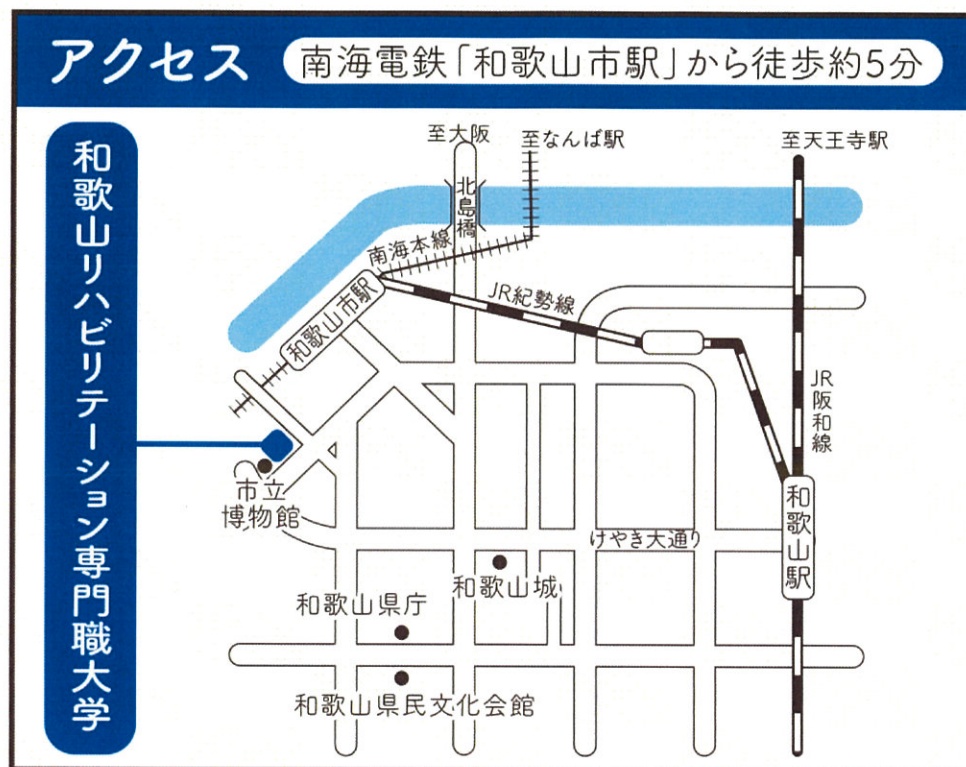 アクセス
南海電鉄「和歌山市駅」から徒歩約5分
和歌山リハビリテーション専門職大学
至大阪
至なんば駅
至天王寺駅
北島橋
南海本線
和歌山市駅
JR紀勢線
JR阪和線
市立
博物館
けやき大通り
和歌山駅
和歌山城
和歌山県庁
和歌山県民文化会館